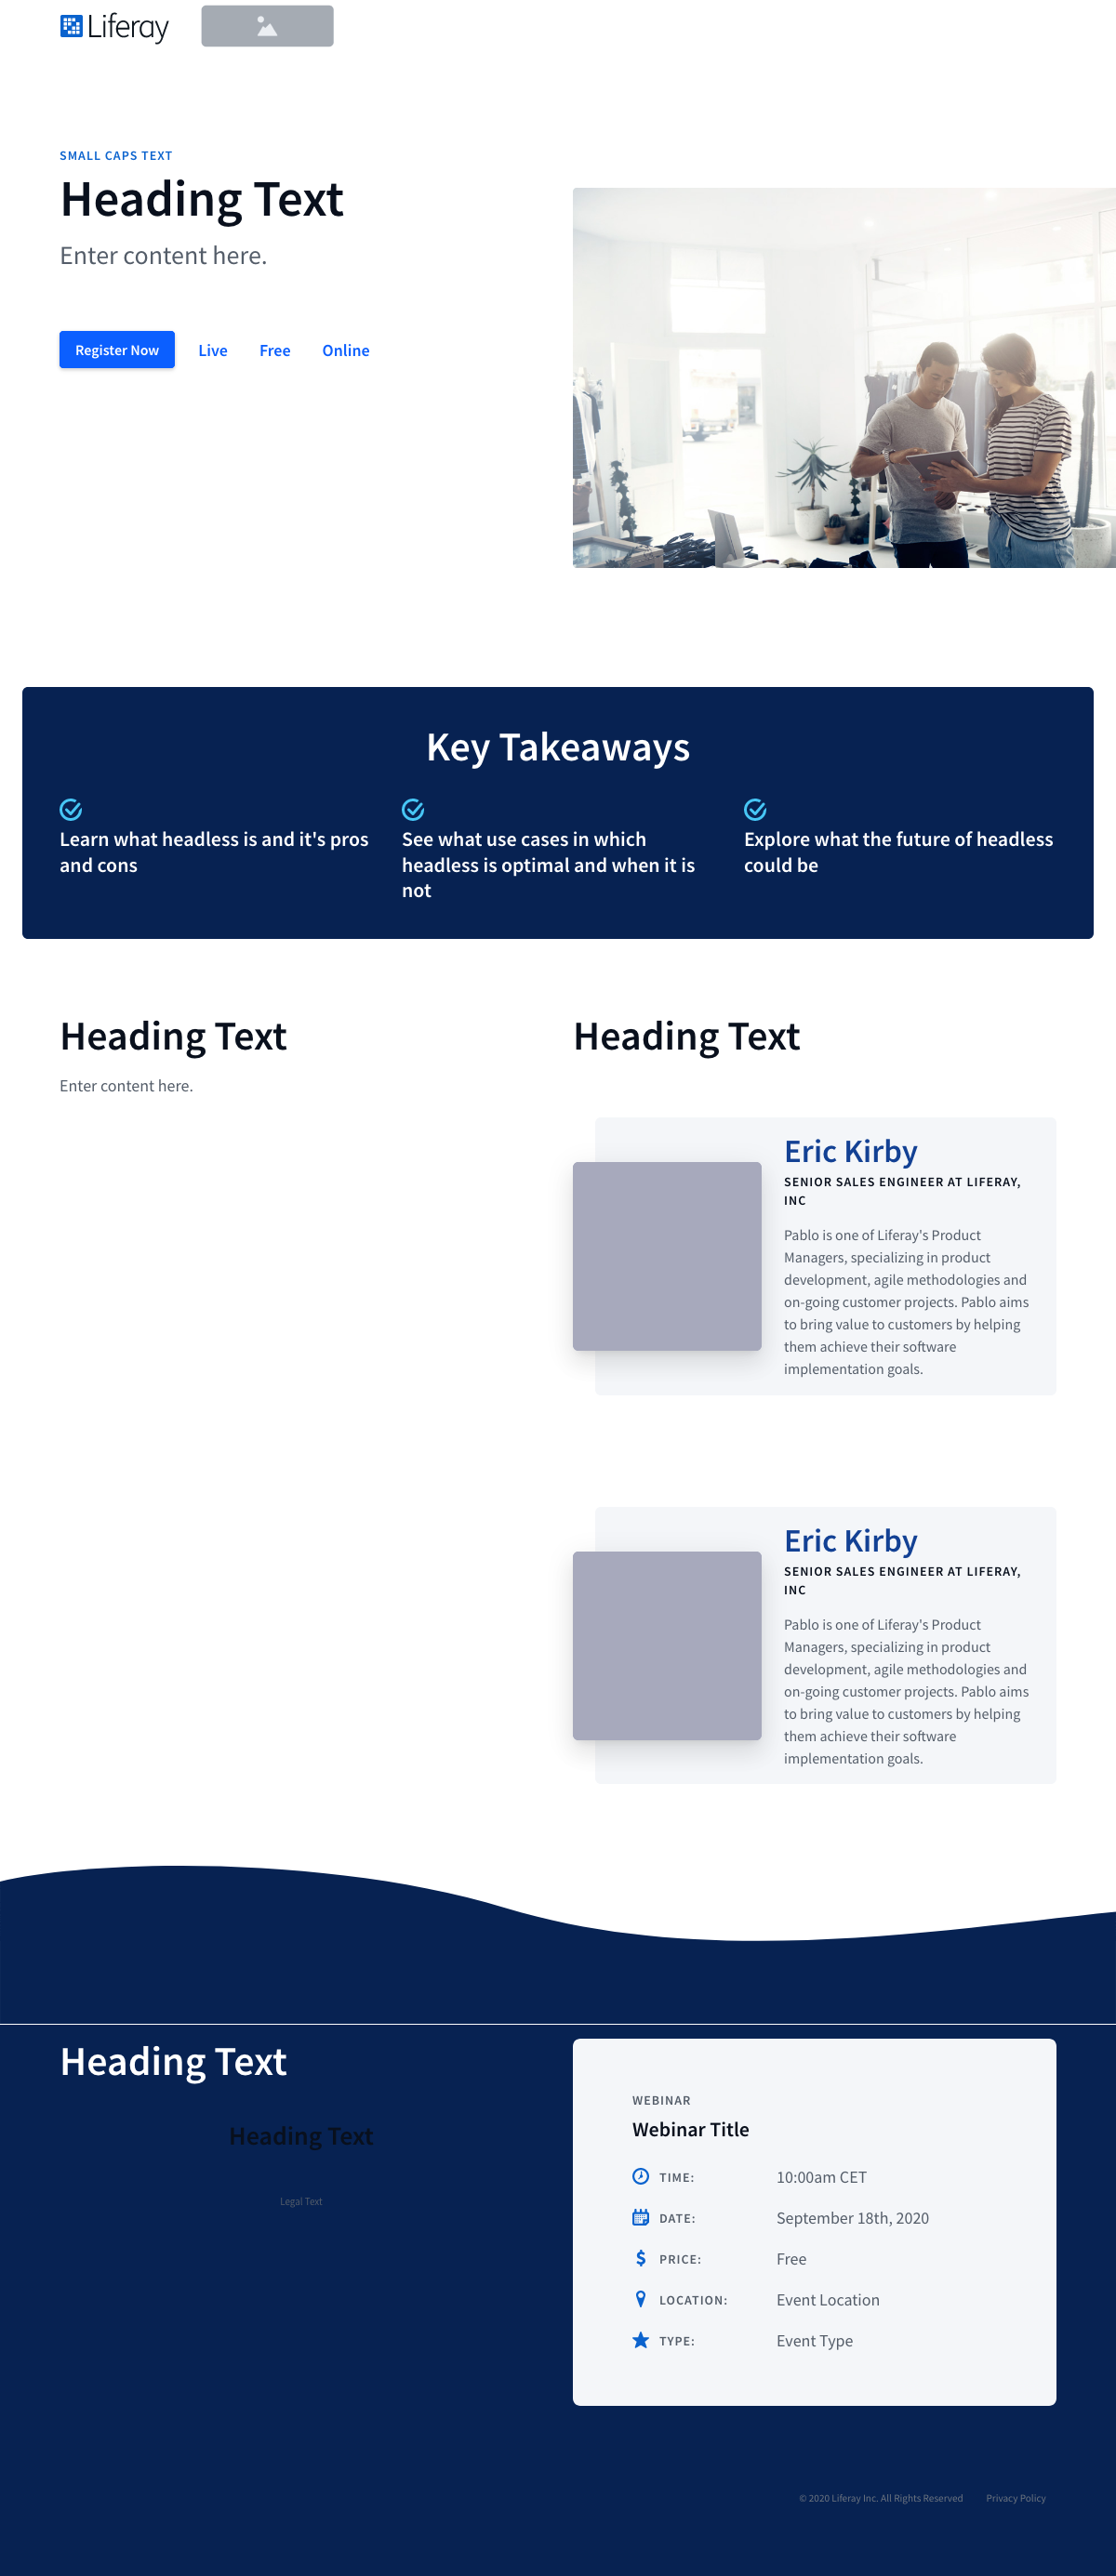 Liferay
SMALL CAPS TEXT
Heading Text
Enter content here.
Register Now
Live
Free
Online
Key Takeaways
Learn what headless is and it's pros
and cons
See what use cases in which
headless is optimal and when it is
not
Explore what the future of headless
could be
Heading Text
Enter content here.
Heading Text
Eric Kirby
SENIOR SALES ENGINEER AT LIFERAY,
INC
Pablo is one of Liferay's Product
Managers, specializing in product
development, agile methodologies and
on-going customer projects. Pablo aims
to bring value to customers by helping
them achieve their software
implementation goals.
Eric Kirby
SENIOR SALES ENGINEER AT LIFERAY,
INC
Pablo is one of Liferay's Product
Managers, specializing in product
development, agile methodologies and
on-going customer projects. Pablo aims
to bring value to customers by helping
them achieve their software
implementation goals.
Heading Text
Heading Text
Legal Text
WEBINAR
Webinar Title
TIME: 10:00am CET
DATE: September 18th, 2020
PRICE: Free
LOCATION: Event Location
TYPE: Event Type
© 2020 Liferay Inc. All Rights Reserved Privacy Policy